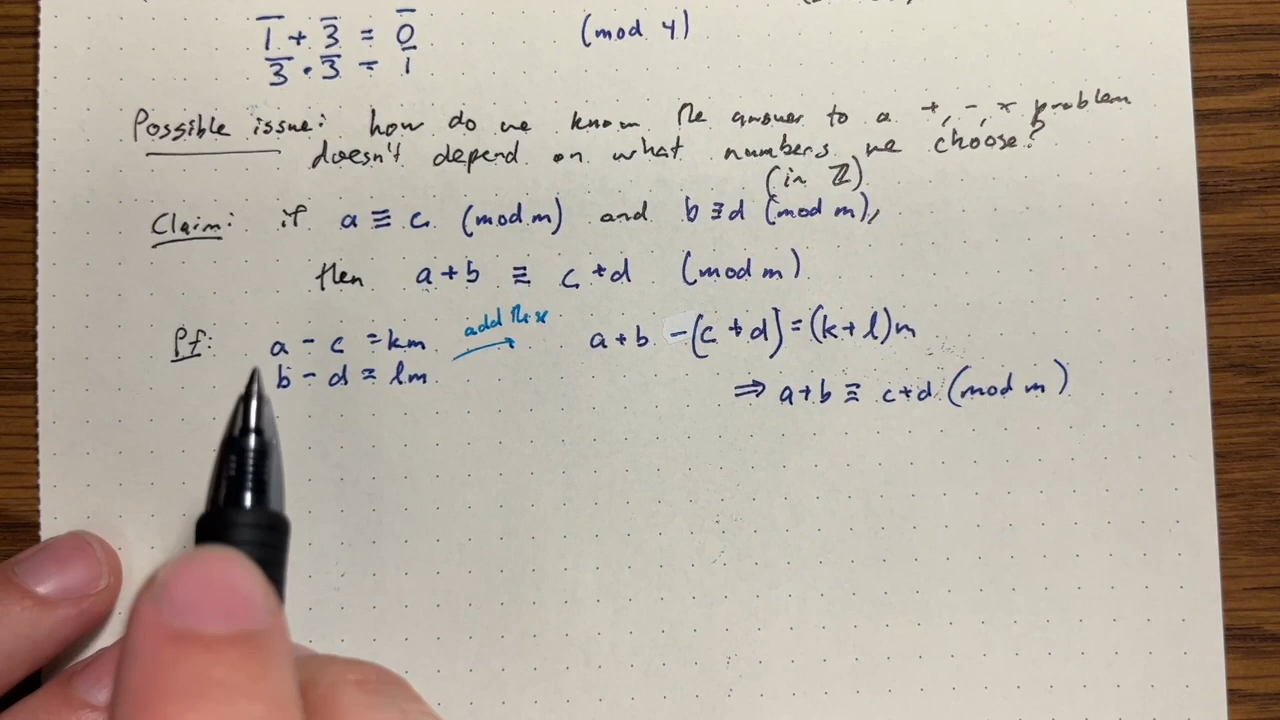 1̅ + 3̅ = 0̅ (mod 4)
3̅ · 3̅ = 1̅
Possible issue: how do we know the answer to a +, -, × problem
doesn't depend on what numbers we choose?
(in ℤ)
Claim: if a ≡ c (mod m) and b ≡ d (mod m),
then a + b ≡ c + d (mod m)
Pf: a - c = km add these a + b - (c + d) = (k + l)m
b - d = lm
⇒ a + b ≡ c + d (mod m)